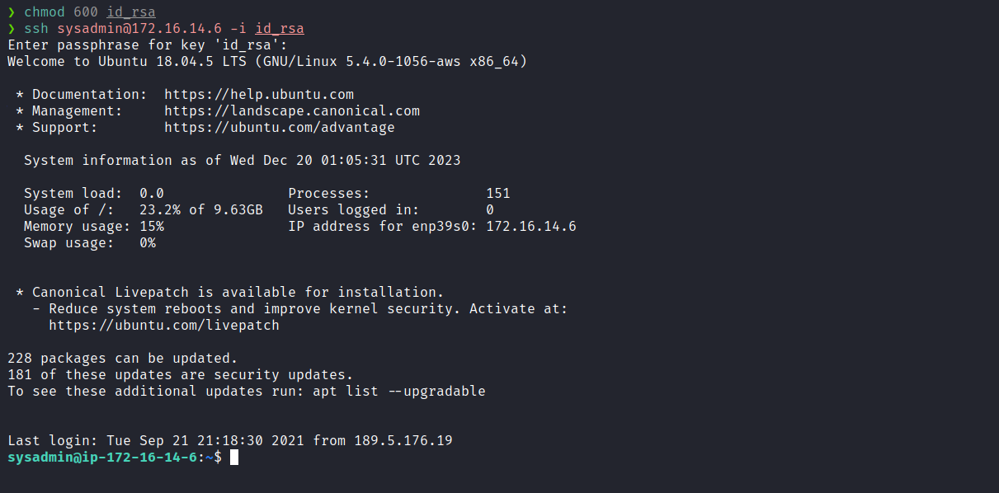 ❯ chmod 600 id_rsa
❯ ssh sysadmin@172.16.14.6 -i id_rsa
Enter passphrase for key 'id_rsa':
Welcome to Ubuntu 18.04.5 LTS (GNU/Linux 5.4.0-1056-aws x86_64)

 * Documentation:  https://help.ubuntu.com
 * Management:     https://landscape.canonical.com
 * Support:        https://ubuntu.com/advantage

  System information as of Wed Dec 20 01:05:31 UTC 2023

  System load:  0.0               Processes:              151
  Usage of /:   23.2% of 9.63GB   Users logged in:        0
  Memory usage: 15%               IP address for enp39s0: 172.16.14.6
  Swap usage:   0%

 * Canonical Livepatch is available for installation.
   - Reduce system reboots and improve kernel security. Activate at:
     https://ubuntu.com/livepatch

228 packages can be updated.
181 of these updates are security updates.
To see these additional updates run: apt list --upgradable

Last login: Tue Sep 21 21:18:30 2021 from 189.5.176.19
sysadmin@ip-172-16-14-6:~$